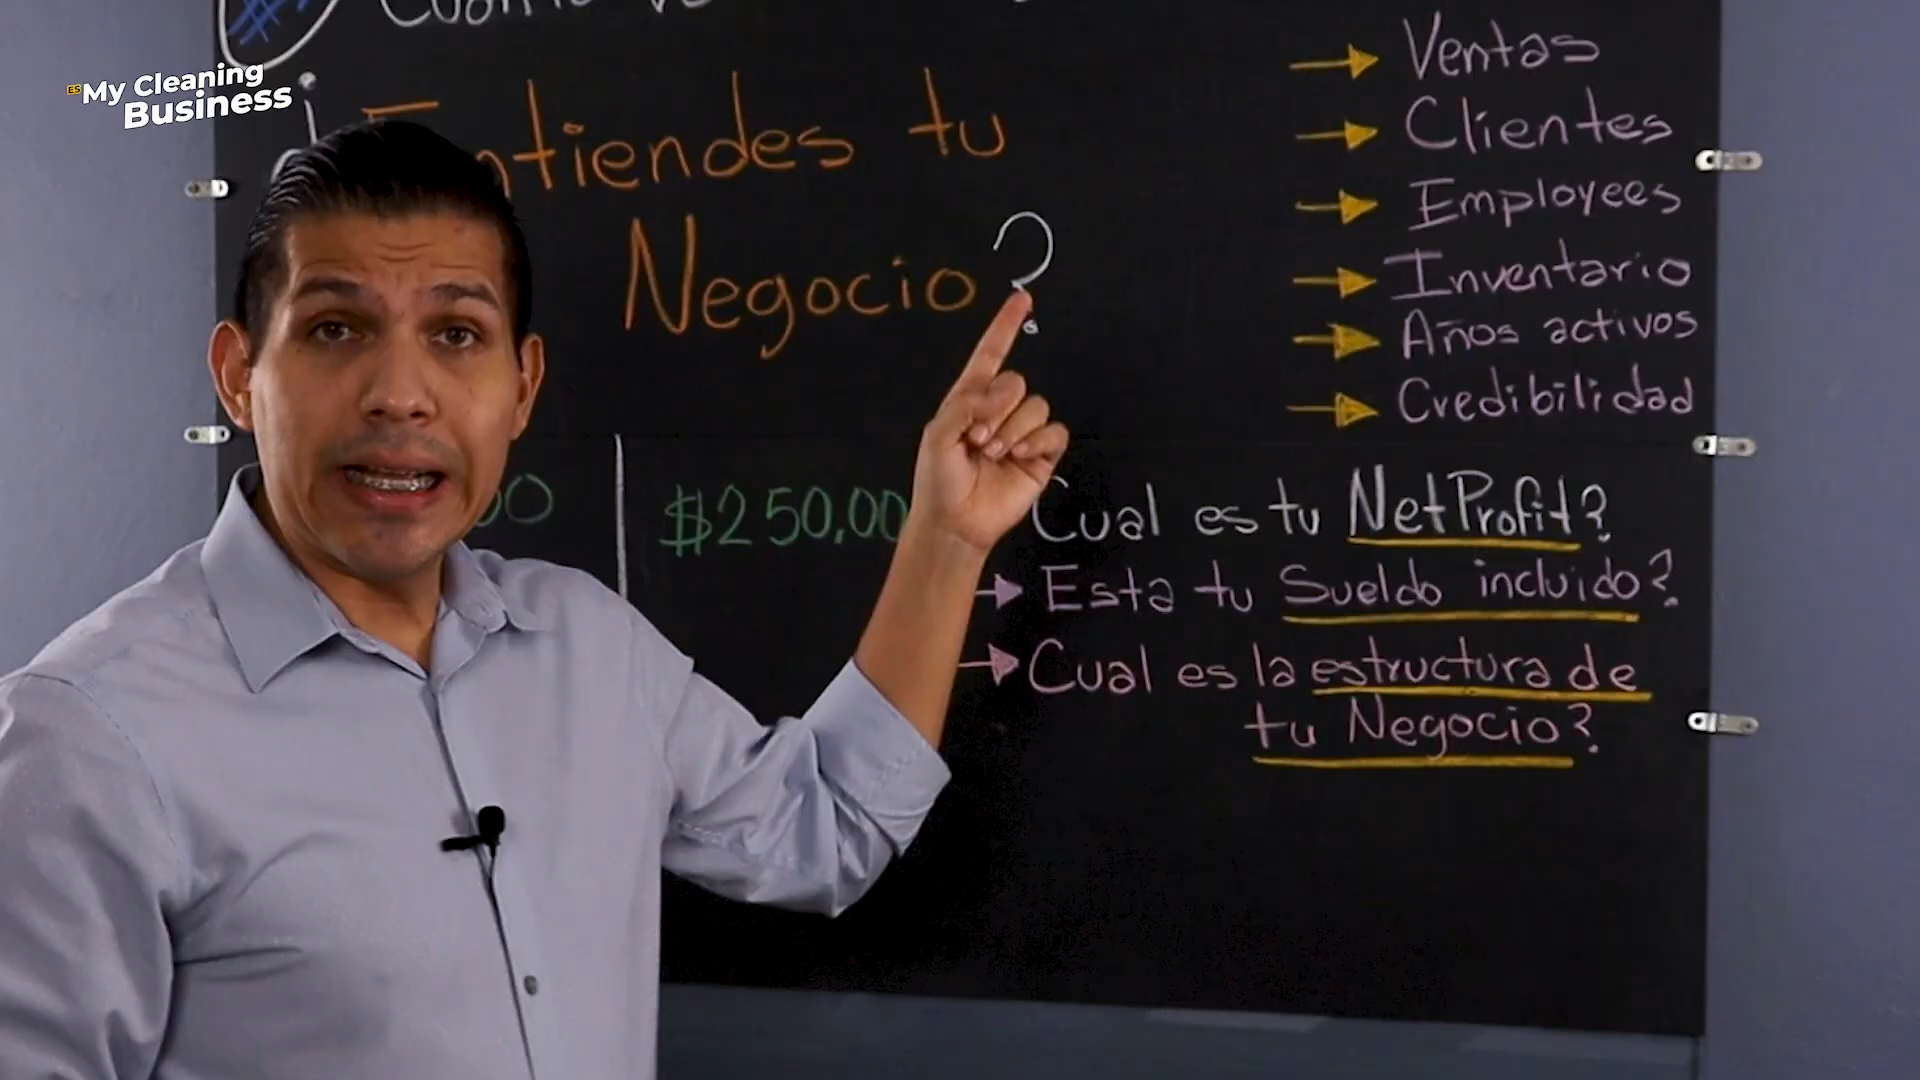 ES My Cleaning
Business
Entiendes tu
Negocio?
Ventas
Clientes
Employees
Inventario
Años activos
Credibilidad
$250,00
Cual es tu NetProfit?
Esta tu Sueldo incluido?
Cual es la estructura de
tu Negocio?